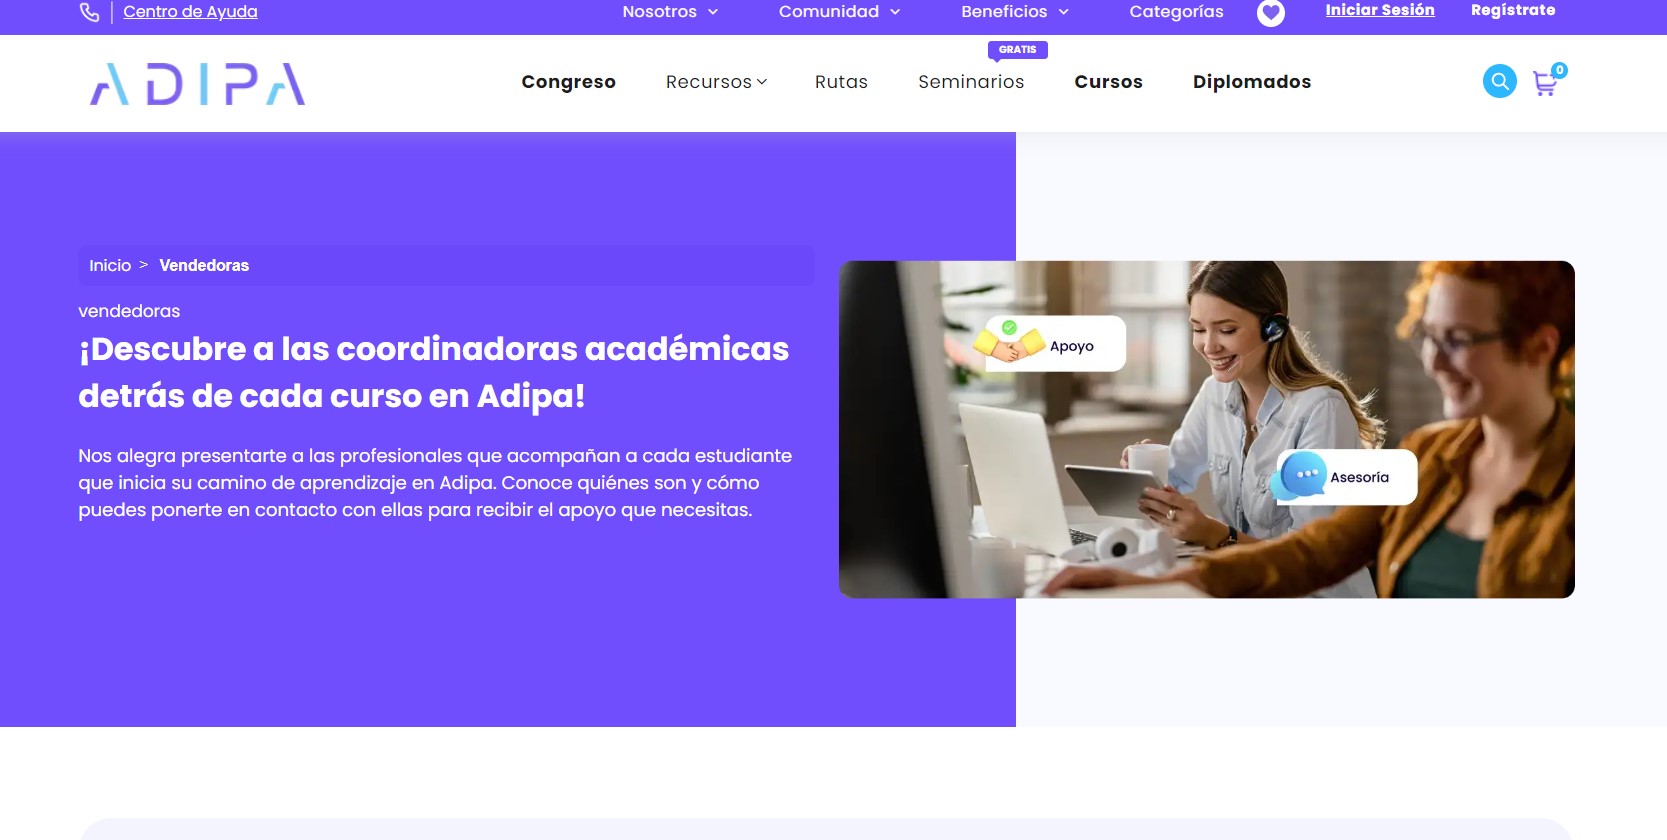 Centro de Ayuda
Nosotros
Comunidad
Beneficios
Categorías
Iniciar Sesión
Regístrate
ADIPA
Congreso
Recursos
Rutas
GRATIS
Seminarios
Cursos
Diplomados
0
Inicio > Vendedoras
vendedoras
¡Descubre a las coordinadoras académicas
detrás de cada curso en Adipa!
Nos alegra presentarte a las profesionales que acompañan a cada estudiante
que inicia su camino de aprendizaje en Adipa. Conoce quiénes son y cómo
puedes ponerte en contacto con ellas para recibir el apoyo que necesitas.
Apoyo
Asesoría